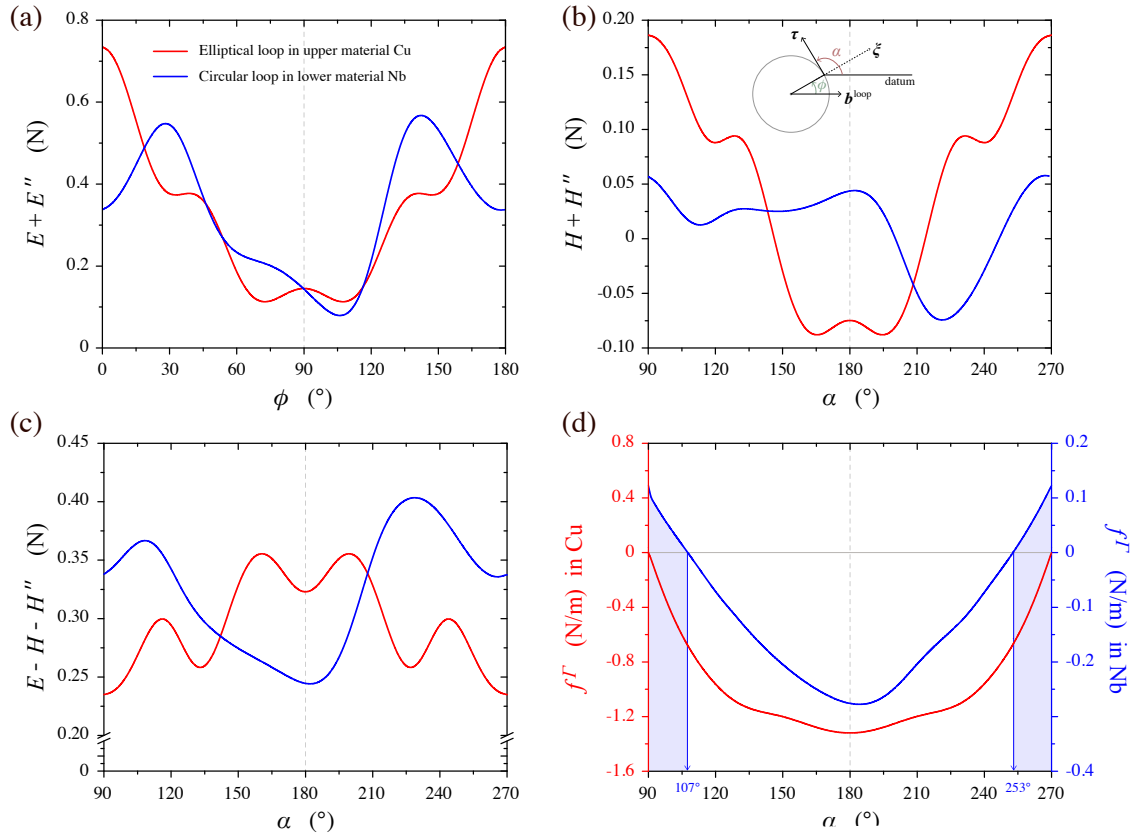 (a)
0.8
0.6
0.4
0.2
0
E + E″ (N)
Elliptical loop in upper material Cu
Circular loop in lower material Nb
0 30 60 90 120 150 180
ϕ (°)
(b)
0.20
0.15
0.10
0.05
0
-0.05
-0.10
H + H″ (N)
τ
α
ξ
datum
ϕ
b^loop
90 120 150 180 210 240 270
α (°)
(c)
0.45
0.40
0.35
0.30
0.25
0.20
0
E - H - H″ (N)
90 120 150 180 210 240 270
α (°)
(d)
0.8
0.4
0
-0.4
-0.8
-1.2
-1.6
f^Γ (N/m) in Cu
0.2
0.1
0
-0.1
-0.2
-0.3
-0.4
f^Γ (N/m) in Nb
107° 253°
90 120 150 180 210 240 270
α (°)